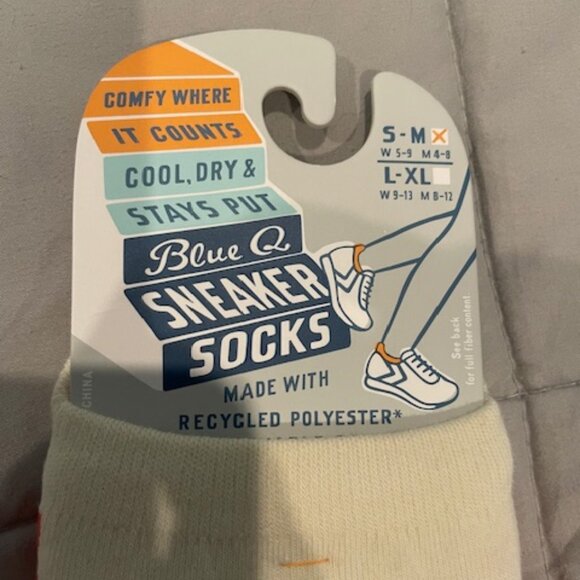 COMFY WHERE
IT COUNTS
COOL, DRY &
STAYS PUT
Blue Q
SNEAKER
SOCKS
MADE WITH
RECYCLED POLYESTER*
S-M
W 5-9 M 4-8
L-XL
W 9-13 M 8-12
See back
for full fiber content
CHINA